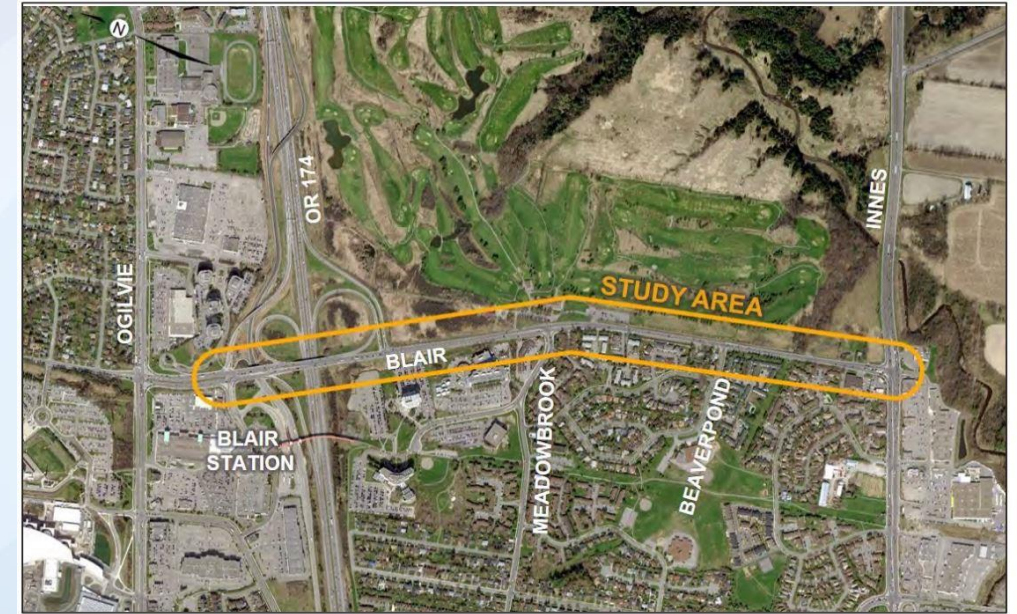 N
OR 174
INNES
OGILVIE
STUDY AREA
BLAIR
BLAIR
STATION
MEADOWBROOK
BEAVERPOND